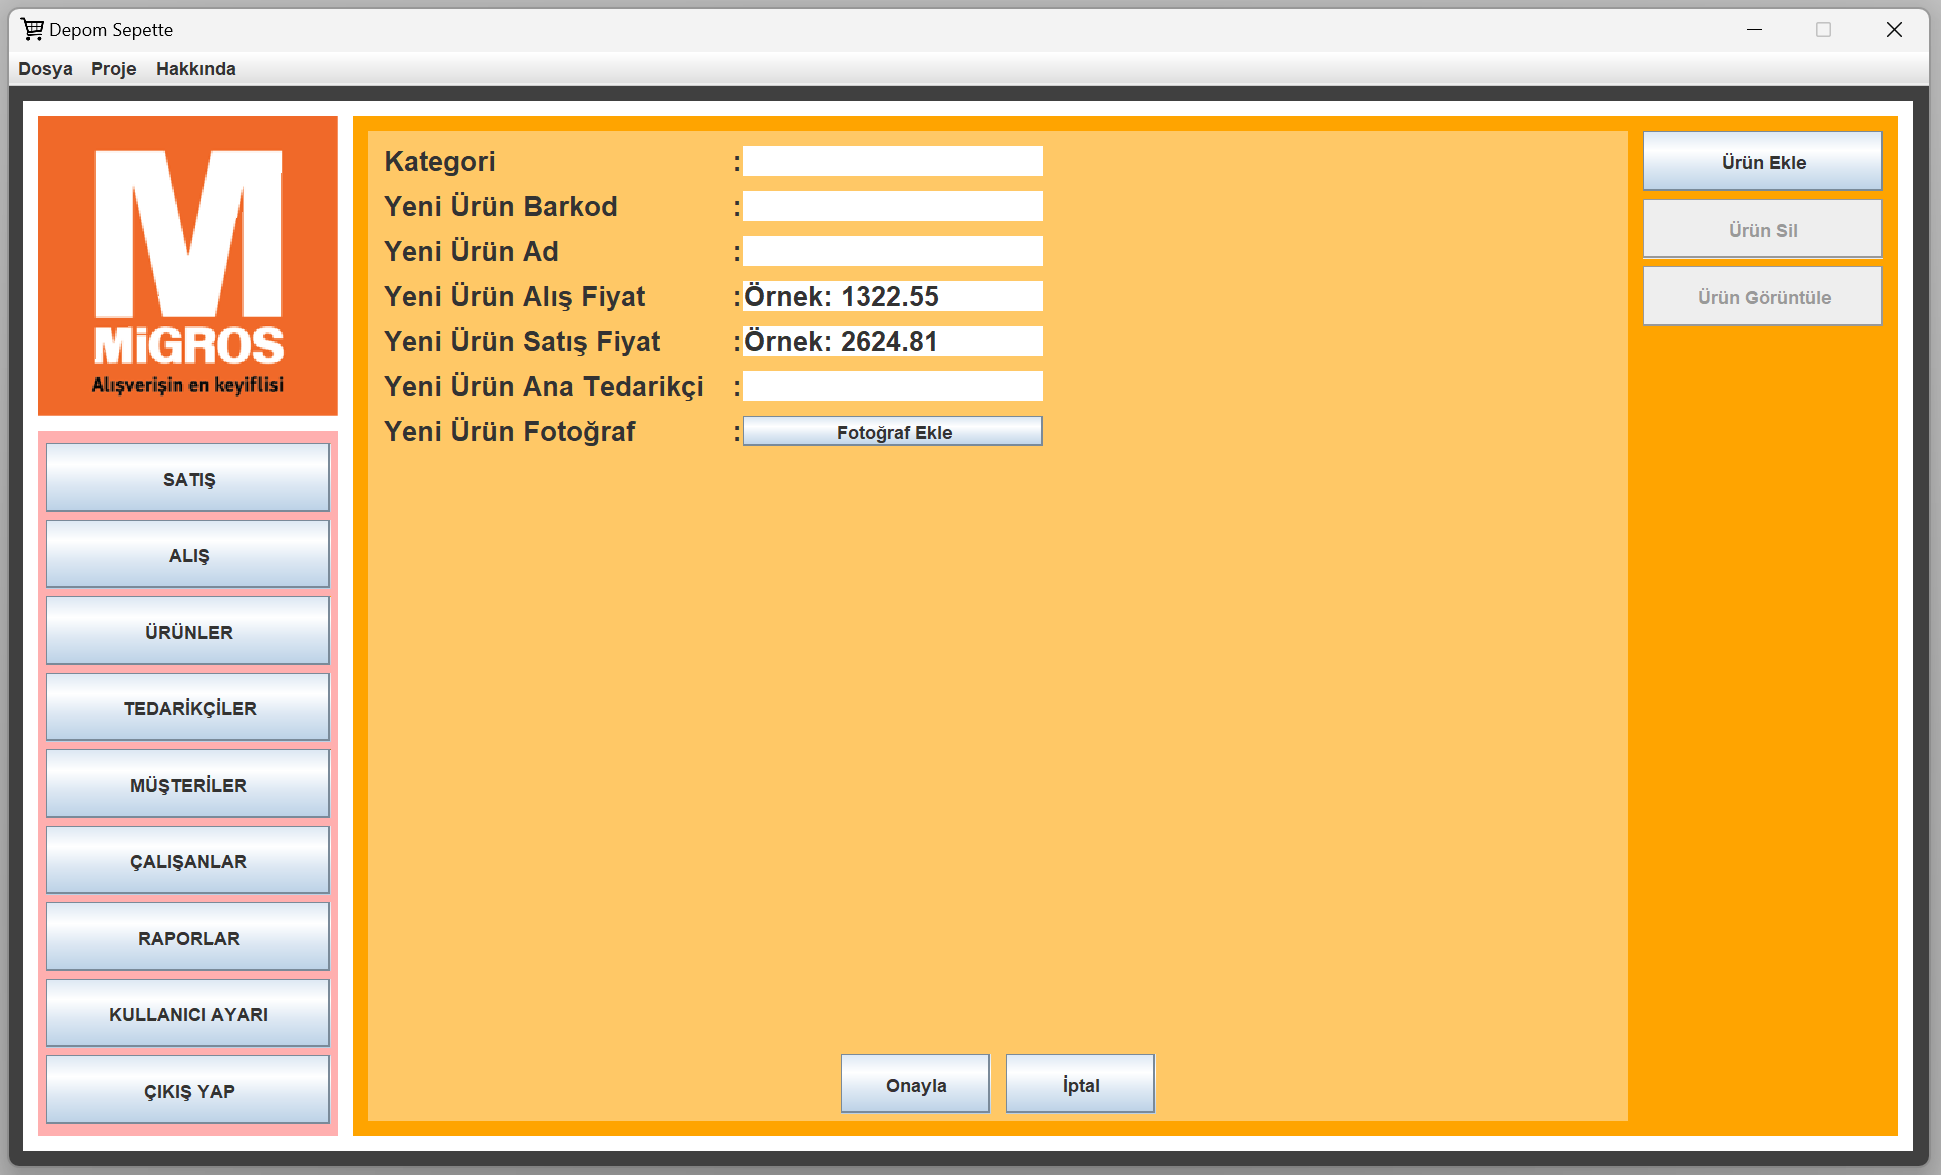 Depom Sepette
Dosya Proje Hakkında
MiGROS
Alışverişin en keyiflisi
SATIŞ
ALIŞ
ÜRÜNLER
TEDARİKÇİLER
MÜŞTERİLER
ÇALIŞANLAR
RAPORLAR
KULLANICI AYARI
ÇIKIŞ YAP
Kategori :
Yeni Ürün Barkod :
Yeni Ürün Ad :
Yeni Ürün Alış Fiyat :Örnek: 1322.55
Yeni Ürün Satış Fiyat :Örnek: 2624.81
Yeni Ürün Ana Tedarikçi :
Yeni Ürün Fotoğraf : Fotoğraf Ekle
Onayla İptal
Ürün Ekle
Ürün Sil
Ürün Görüntüle